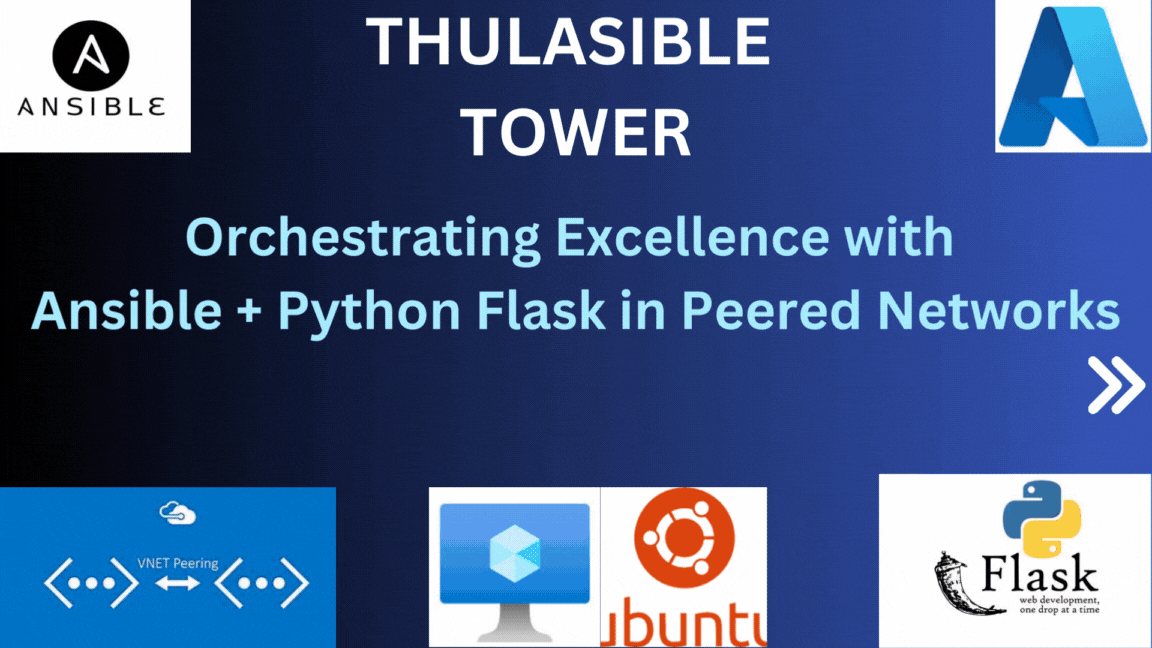 ANSIBLE
THULASIBLE
TOWER
Orchestrating Excellence with
Ansible + Python Flask in Peered Networks
VNET Peering
ubuntu
Flask
web development,
one drop at a time